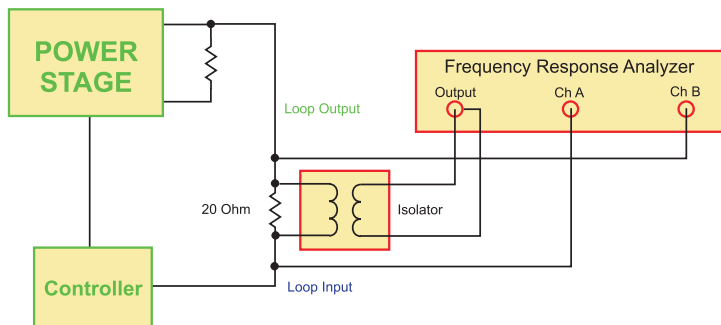 POWER
STAGE
Frequency Response Analyzer
Output
Ch A
Ch B
Loop Output
20 Ohm
Isolator
Controller
Loop Input